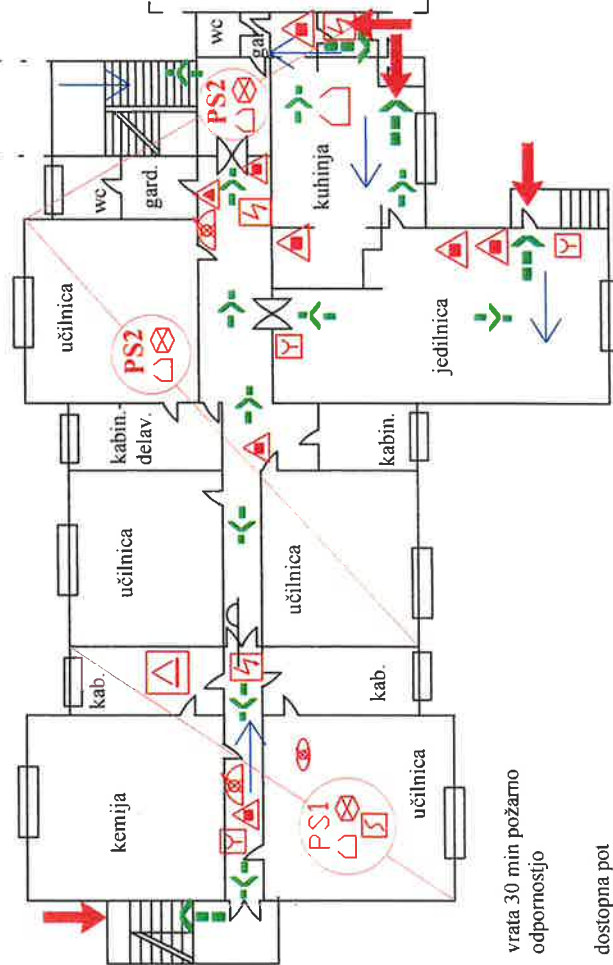 wc
gard.
PS2
wc
gard.
kuhinja
učilnica
PS2
jedilnica
kabin.-
delav.
kabin.
učilnica
učilnica
kab.
kab.
kemija
PS1
učilnica
vrata 30 min požarno
odpornostjo
dostopna pot